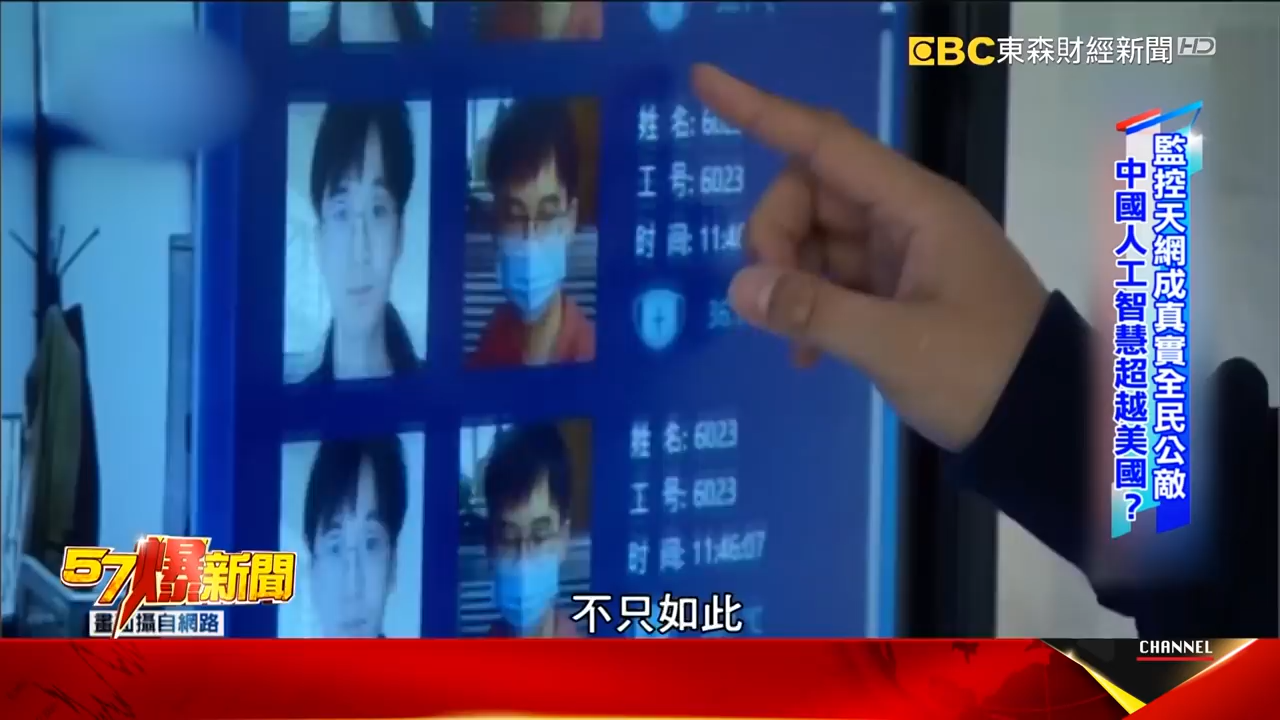 EBC東森財經新聞HD
監控天網成真實全民公敵
中國人工智慧超越美國?
姓 名:
工 号: 6023
时 间:
姓 名: 6023
工 号: 6023
时 间: 11:46:07
57爆新聞
攝自網路
不只如此
CHANNEL